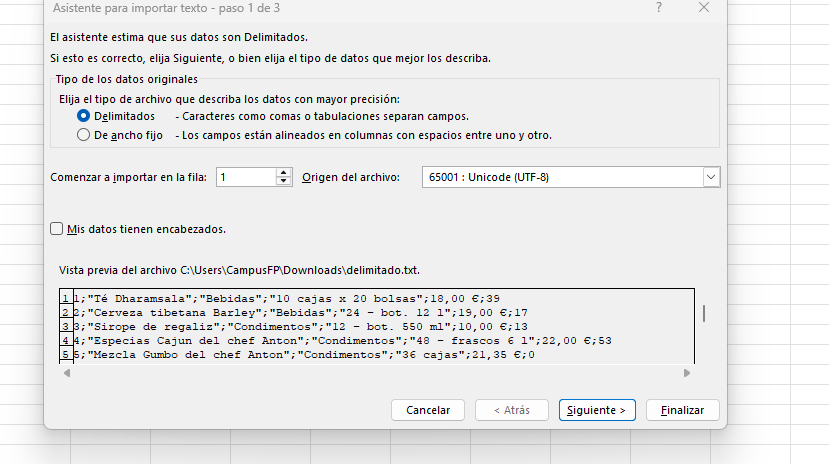 Asistente para importar texto - paso 1 de 3
El asistente estima que sus datos son Delimitados.
Si esto es correcto, elija Siguiente, o bien elija el tipo de datos que mejor los describa.
Tipo de los datos originales
Elija el tipo de archivo que describa los datos con mayor precisión:
Delimitados - Caracteres como comas o tabulaciones separan campos.
De ancho fijo - Los campos están alineados en columnas con espacios entre uno y otro.
Comenzar a importar en la fila: 1 Origen del archivo: 65001 : Unicode (UTF-8)
Mis datos tienen encabezados.
Vista previa del archivo C:\Users\CampusFP\Downloads\delimitado.txt.
1 1;"Té Dharamsala";"Bebidas";"10 cajas x 20 bolsas";18,00 €;39
2 2;"Cerveza tibetana Barley";"Bebidas";"24 - bot. 12 l";19,00 €;17
3 3;"Sirope de regaliz";"Condimentos";"12 - bot. 550 ml";10,00 €;13
4 4;"Especias Cajun del chef Anton";"Condimentos";"48 - frascos 6 l";22,00 €;53
5 5;"Mezcla Gumbo del chef Anton";"Condimentos";"36 cajas";21,35 €;0
Cancelar < Atrás Siguiente > Finalizar